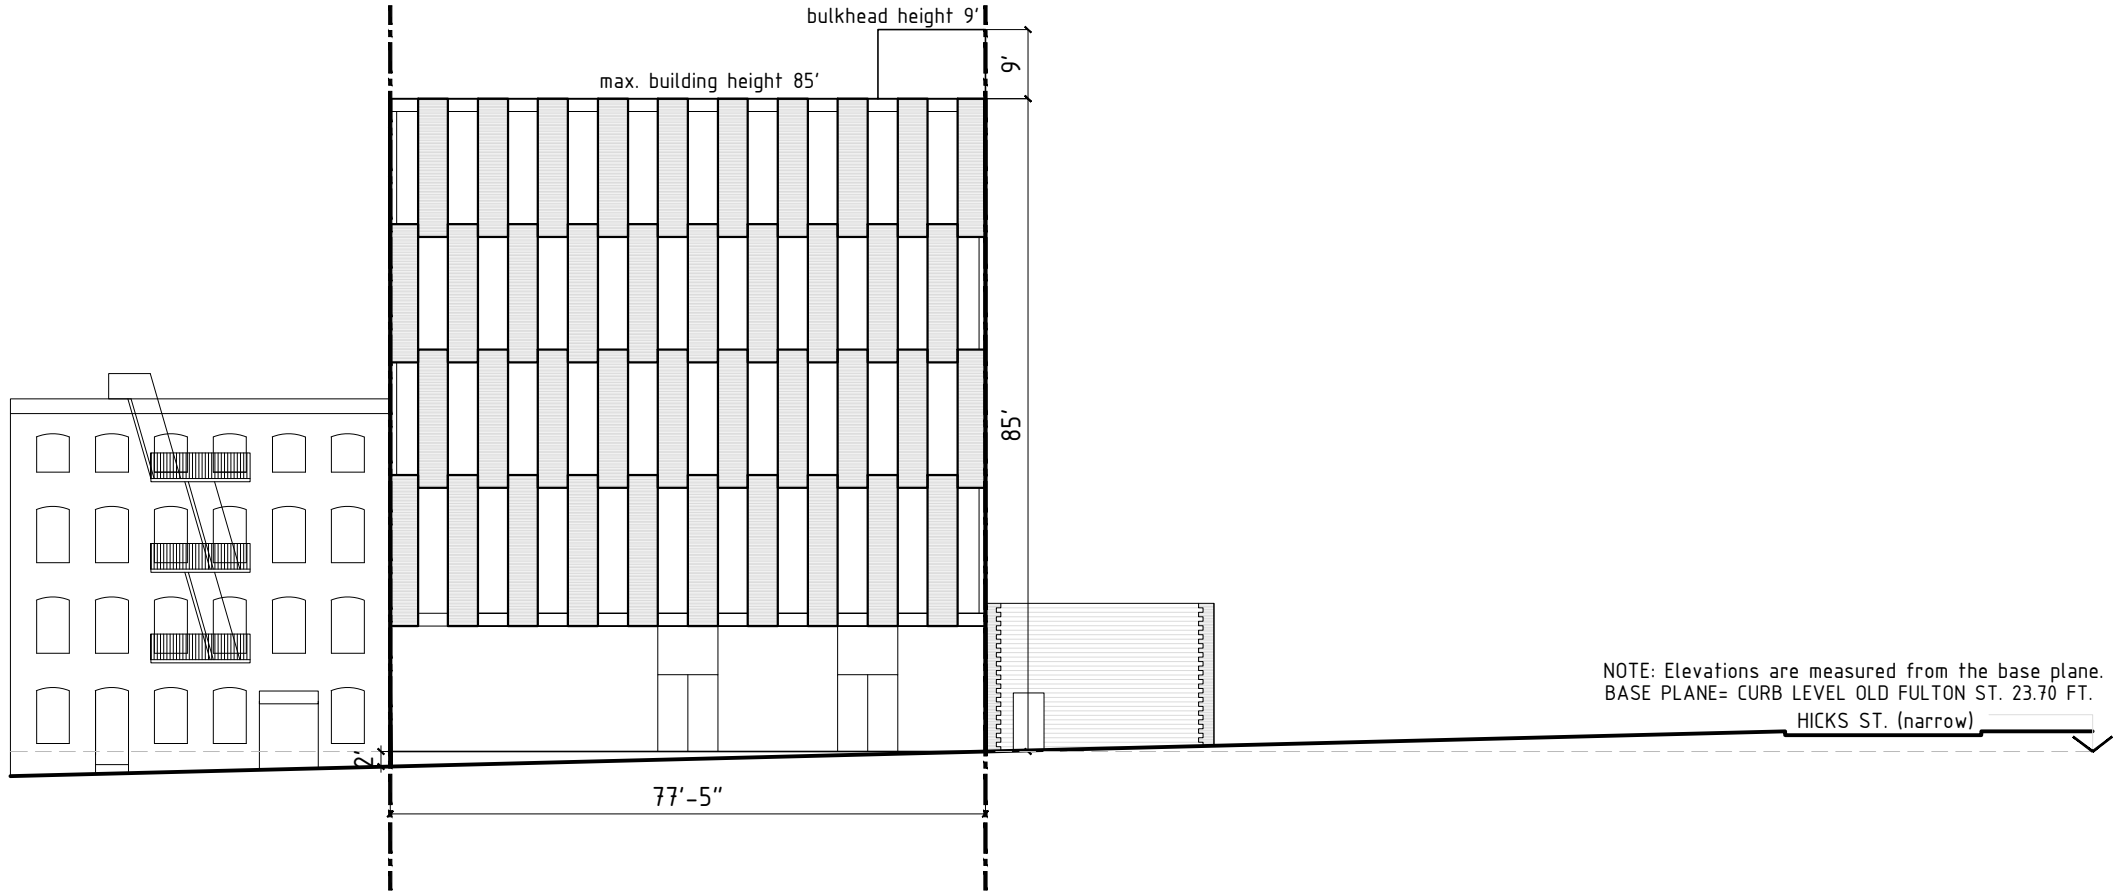 bulkhead height 9'
9'
max. building height 85'
85'
NOTE: Elevations are measured from the base plane.
BASE PLANE= CURB LEVEL OLD FULTON ST. 23.70 FT.
HICKS ST. (narrow)
2'
77'-5"